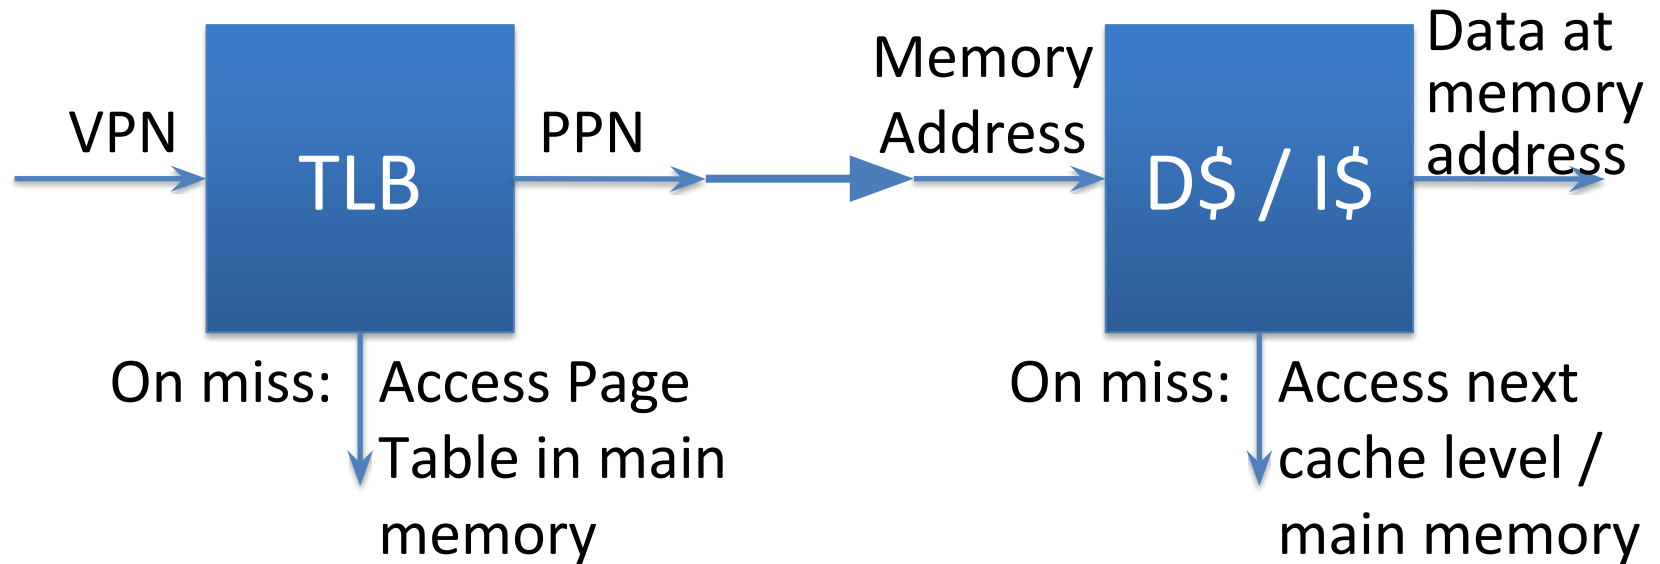 VPN
TLB
PPN
On miss:
Access Page
Table in main
memory
Memory
Address
D$ / I$
Data at
memory
address
On miss:
Access next
cache level /
main memory